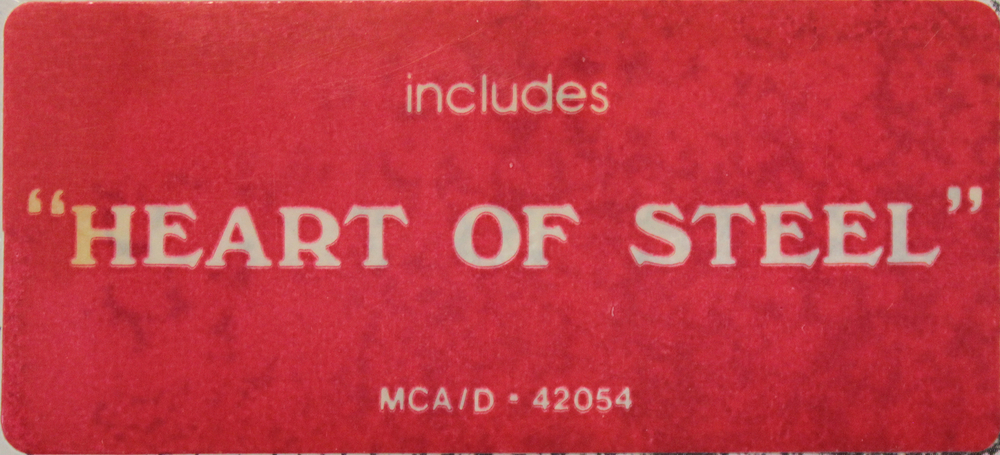 includes
“HEART OF STEEL”
MCA/D · 42054